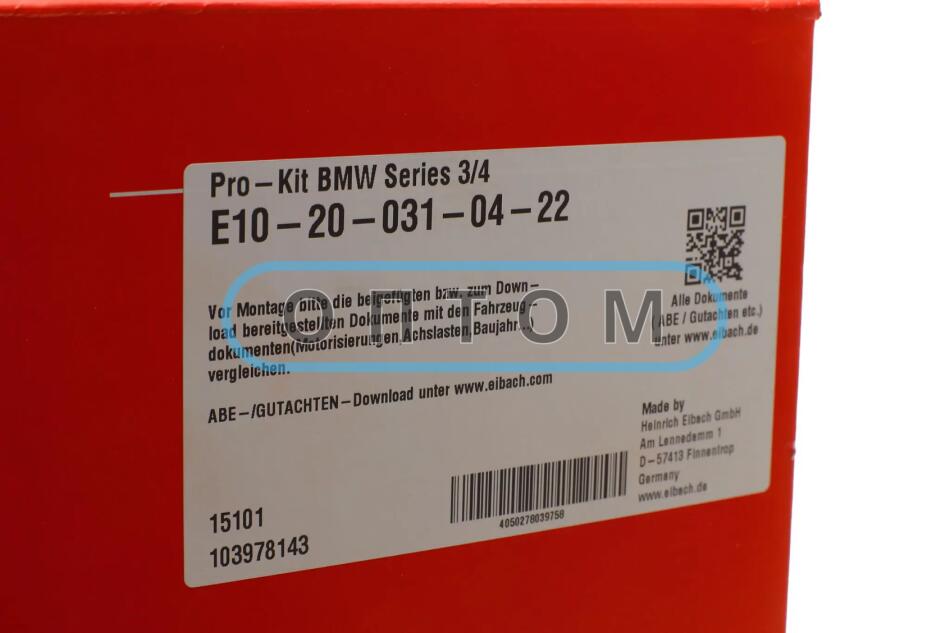 Pro-Kit BMW Series 3/4
E10-20-031-04-22
Vor Montage bitte die beigefügten bzw. zum Down-
load bereitgestellten Dokumente mit den Fahrzeug-
dokumenten(Motorisierungen,Achslasten,Baujahr...)
vergleichen.
ABE-/GUTACHTEN-Download unter www.eibach.com
Alle Dokumente
(ABE / Gutachten etc.)
unter www.eibach.de
ОПТОМ
Made by
Heinrich Eibach GmbH
Am Lennedamm 1
D-57413 Finnentrop
Germany
www.eibach.de
4050278039758
15101
103978143